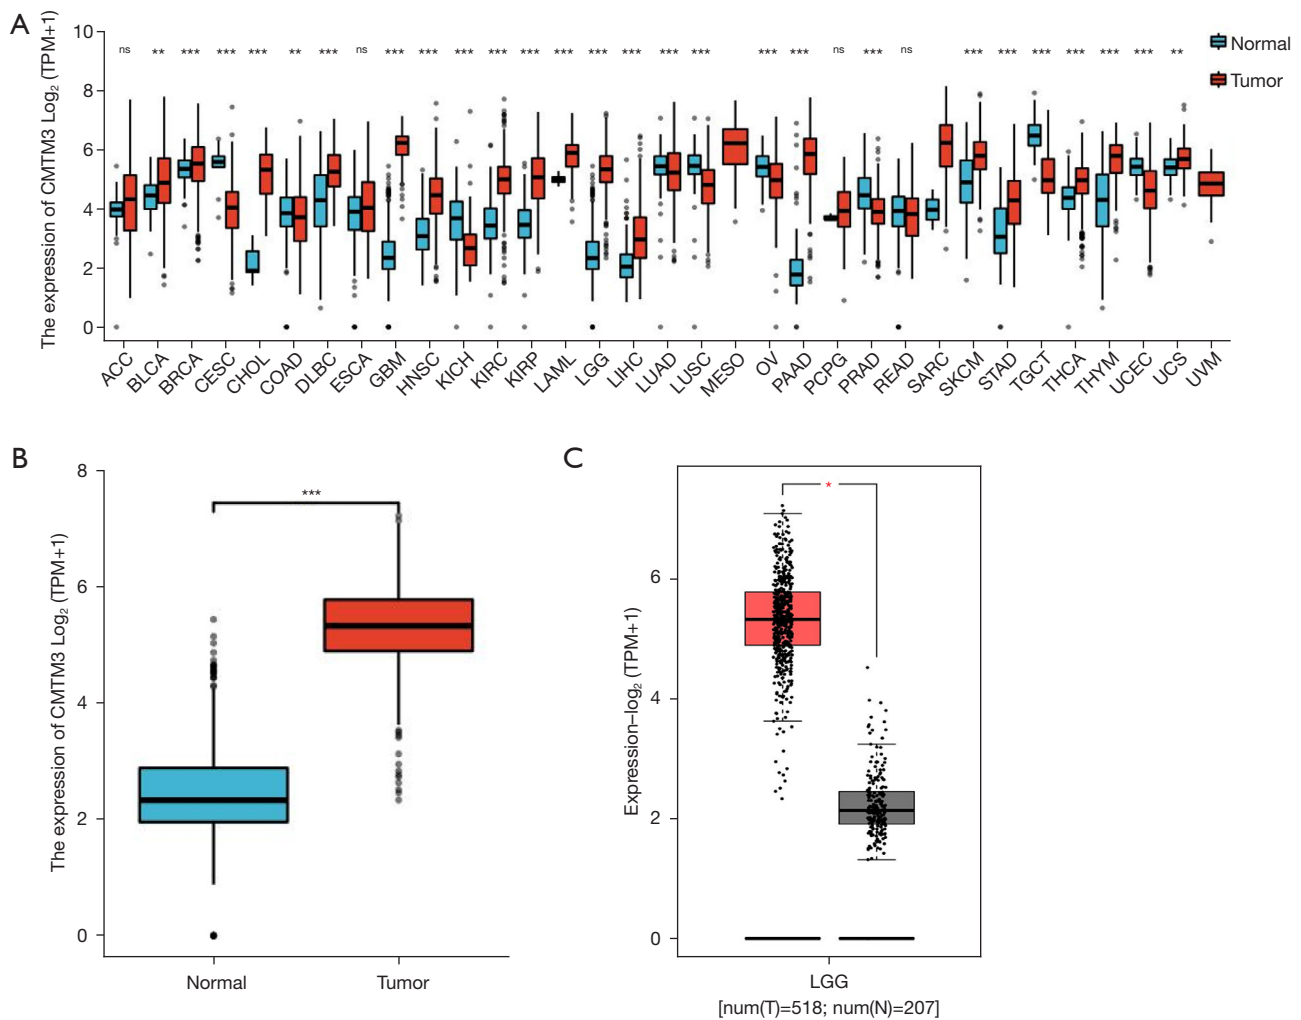 A
The expression of CMTM3 Log₂ (TPM+1)
10
8
6
4
2
0
ns ** *** *** *** ** *** ns *** *** *** *** *** *** *** *** *** *** *** *** ns *** ns *** *** *** *** *** *** **
Normal
Tumor
ACC BLCA BRCA CESC CHOL COAD DLBC ESCA GBM HNSC KICH KIRC KIRP LAML LGG LIHC LUAD LUSC MESO OV PAAD PCPG PRAD READ SARC SKCM STAD TGCT THCA THYM UCEC UCS UVM
B
The expression of CMTM3 Log₂ (TPM+1)
8
6
4
2
0
***
Normal Tumor
C
Expression–log₂ (TPM+1)
6
4
2
0
*
LGG
[num(T)=518; num(N)=207]